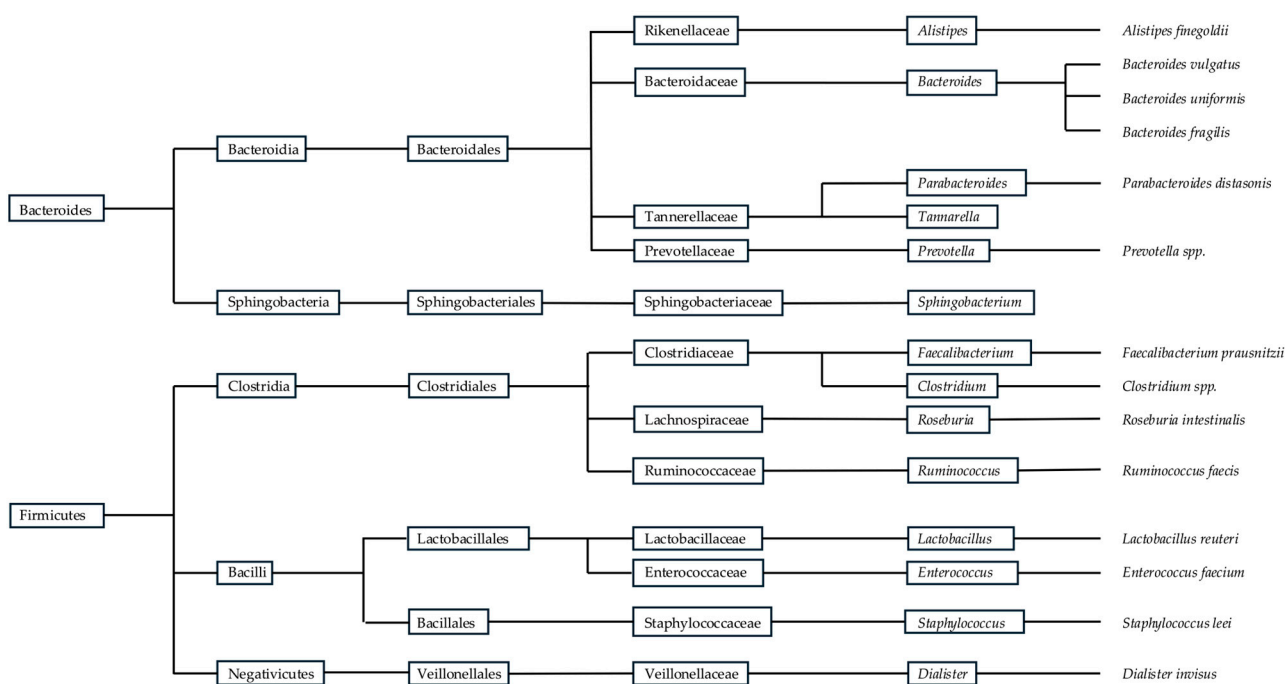 Rikenellaceae Alistipes Alistipes finegoldii
Bacteroides vulgatus
Bacteroidaceae Bacteroides
Bacteroides uniformis
Bacteroides fragilis
Bacteroidia Bacteroidales
Parabacteroides Parabacteroides distasonis
Bacteroides
Tannerellaceae Tannarella
Prevotellaceae Prevotella Prevotella spp.
Sphingobacteria Sphingobacteriales Sphingobacteriaceae Sphingobacterium
Clostridiaceae Faecalibacterium Faecalibacterium prausnitzii
Clostridia Clostridiales Clostridium Clostridium spp.
Lachnospiraceae Roseburia Roseburia intestinalis
Ruminococcaceae Ruminococcus Ruminococcus faecis
Firmicutes
Lactobacillales Lactobacillaceae Lactobacillus Lactobacillus reuteri
Bacilli Enterococcaceae Enterococcus Enterococcus faecium
Bacillales Staphylococcaceae Staphylococcus Staphylococcus leei
Negativicutes Veillonellales Veillonellaceae Dialister Dialister invisus